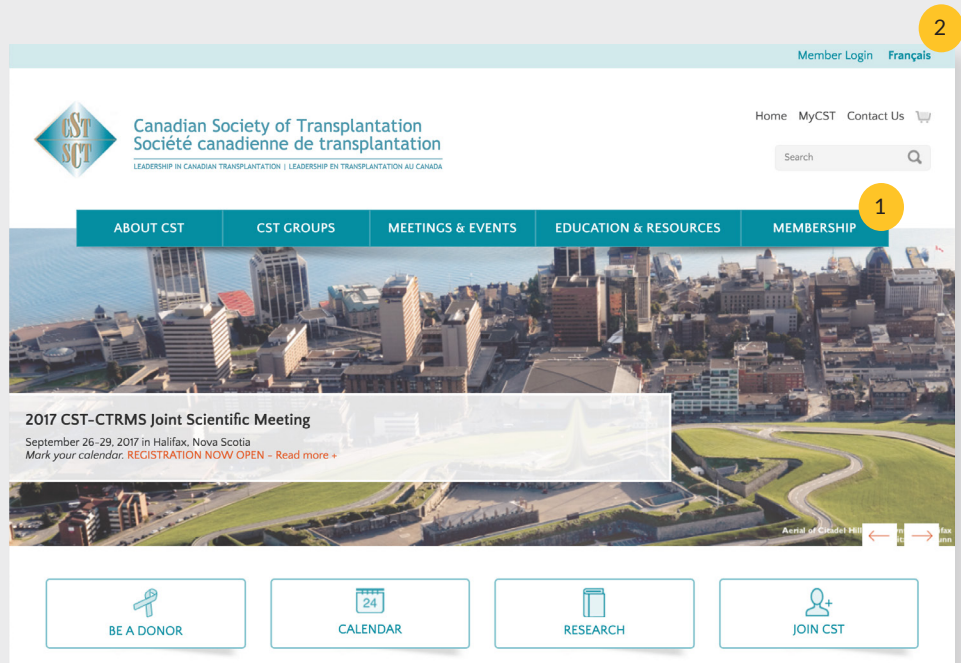 2
Member Login Français
CST
SCT
Canadian Society of Transplantation
Société canadienne de transplantation
LEADERSHIP IN CANADIAN TRANSPLANTATION | LEADERSHIP EN TRANSPLANTATION AU CANADA
Home MyCST Contact Us
Search
1
ABOUT CST CST GROUPS MEETINGS & EVENTS EDUCATION & RESOURCES MEMBERSHIP
2017 CST-CTRMS Joint Scientific Meeting
September 26-29, 2017 in Halifax, Nova Scotia
Mark your calendar. REGISTRATION NOW OPEN - Read more +
Aerial of Citadel Hill
24
BE A DONOR CALENDAR RESEARCH JOIN CST